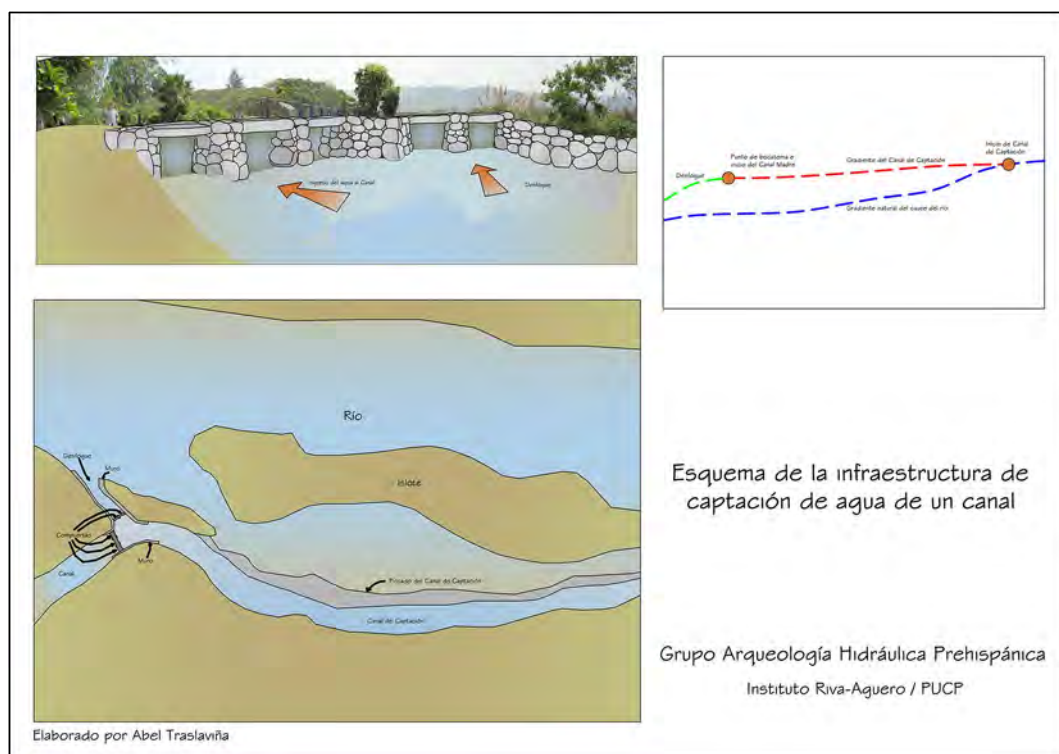 Ingreso del agua a Canal
Desfogue
Desfogue
Punto de bocatoma e
inicio del Canal Madre
Gradiente del Canal de Captación
Inicio de Canal
de Captación
Gradiente natural del cauce del río
Río
Islote
Desfogue
Muro
Compuertas
Canal
Muro
Canal de Captación
del Canal de Captación
Esquema de la infraestructura de
captación de agua de un canal
Grupo Arqueología Hidráulica Prehispánica
Instituto Riva-Aguero / PUCP
Elaborado por Abel Traslaviña